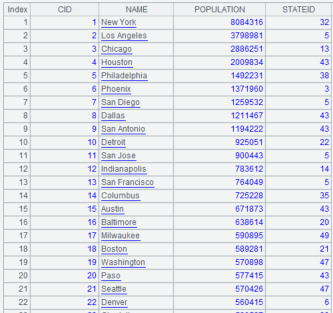 Index CID NAME POPULATION STATEID
1 1 New York 8084316 32
2 2 Los Angeles 3798981 5
3 3 Chicago 2886251 13
4 4 Houston 2009834 43
5 5 Philadelphia 1492231 38
6 6 Phoenix 1371960 3
7 7 San Diego 1259532 5
8 8 Dallas 1211467 43
9 9 San Antonio 1194222 43
10 10 Detroit 925051 22
11 11 San Jose 900443 5
12 12 Indianapolis 783612 14
13 13 San Francisco 764049 5
14 14 Columbus 725228 35
15 15 Austin 671873 43
16 16 Baltimore 638614 20
17 17 Milwaukee 590895 49
18 18 Boston 589281 21
19 19 Washington 570898 47
20 20 Paso 577415 43
21 21 Seattle 570426 47
22 22 Denver 560415 6